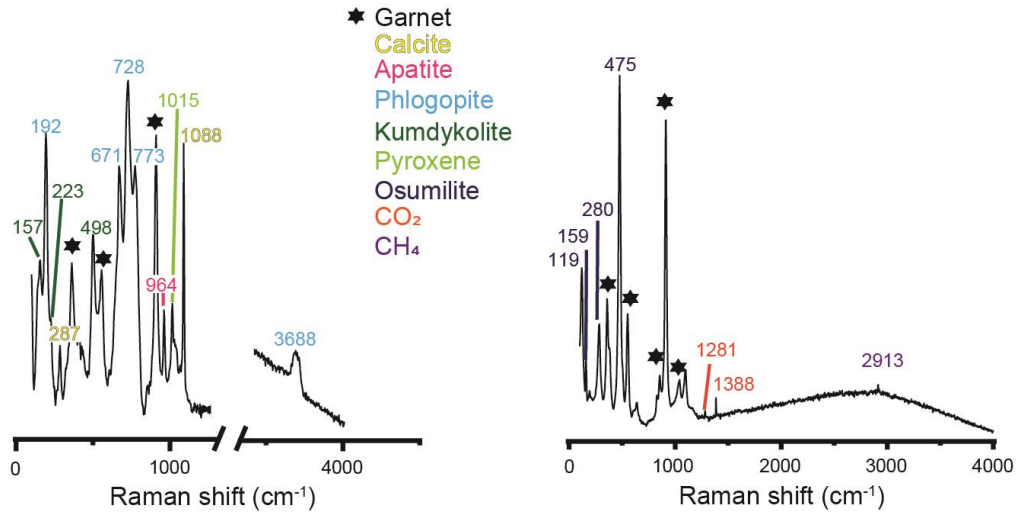 Garnet
Calcite
Apatite
Phlogopite
Kumdykolite
Pyroxene
Osumilite
CO₂
CH₄
728
1015
192
671
773
1088
223
157
498
964
287
3688
0
1000
4000
Raman shift (cm⁻¹)
475
280
159
119
1281
1388
2913
0
1000
2000
3000
4000
Raman shift (cm⁻¹)